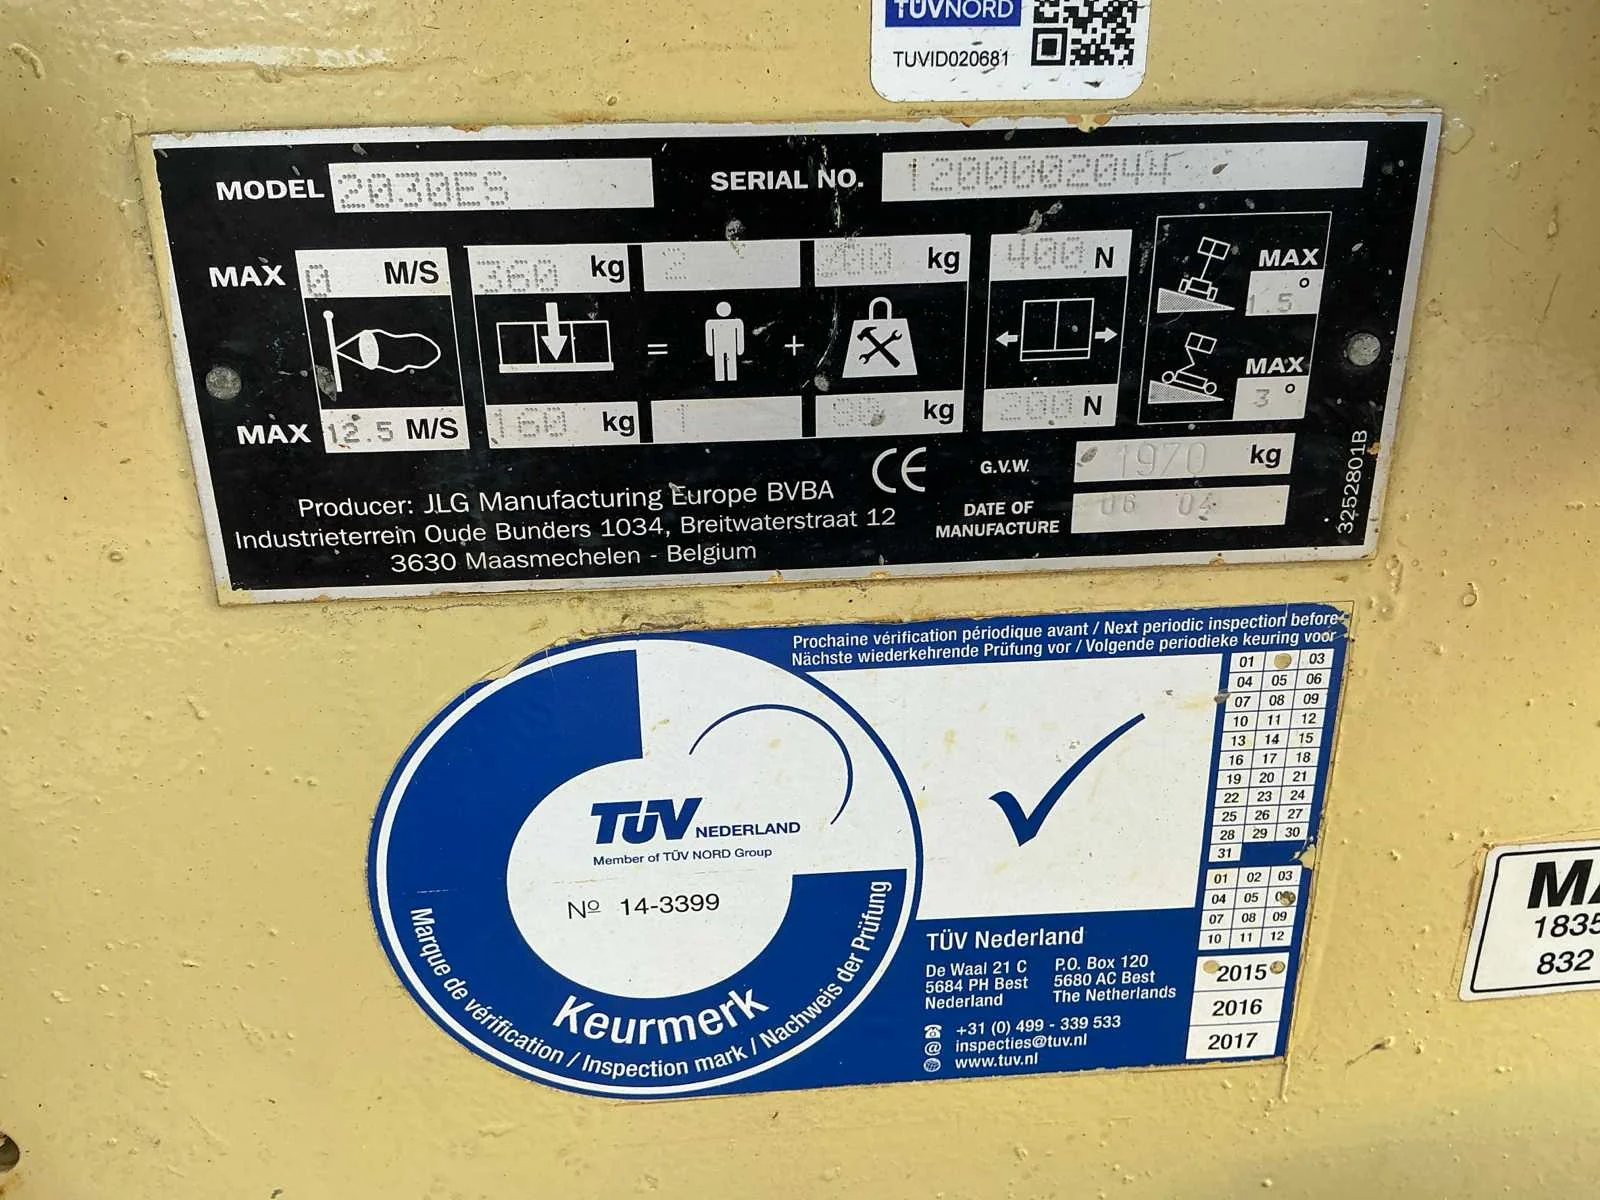 TÜVNORD
TUVID020681
MODEL 2030ES SERIAL NO. 1200002044
MAX 0 M/S 360 kg 2 200 kg 400 N MAX 1.5°
= +
MAX 12.5 M/S 160 kg 1 kg 200 N MAX 3°
CE G.V.W. 1970 kg
DATE OF MANUFACTURE 06 04
Producer: JLG Manufacturing Europe BVBA
Industrieterrein Oude Bunders 1034, Breitwaterstraat 12
3630 Maasmechelen - Belgium
3252801B
Prochaine vérification périodique avant / Next periodic inspection before
Nächste wiederkehrende Prüfung vor / Volgende periodieke keuring voor
01 03
04 05 06
07 08 09
10 11 12
13 14 15
16 17 18
19 20 21
22 23 24
25 26 27
28 29 30
31
01 02 03
04 05
07 08 09
10 11 12
2015
2016
2017
TÜV NEDERLAND
Member of TÜV NORD Group
Nº 14-3399
Keurmerk
Marque de vérification / Inspection mark / Nachweis der Prüfung
TÜV Nederland
De Waal 21 C P.O. Box 120
5684 PH Best 5680 AC Best
Nederland The Netherlands
+31 (0) 499 - 339 533
@ inspecties@tuv.nl
www.tuv.nl
1835
832